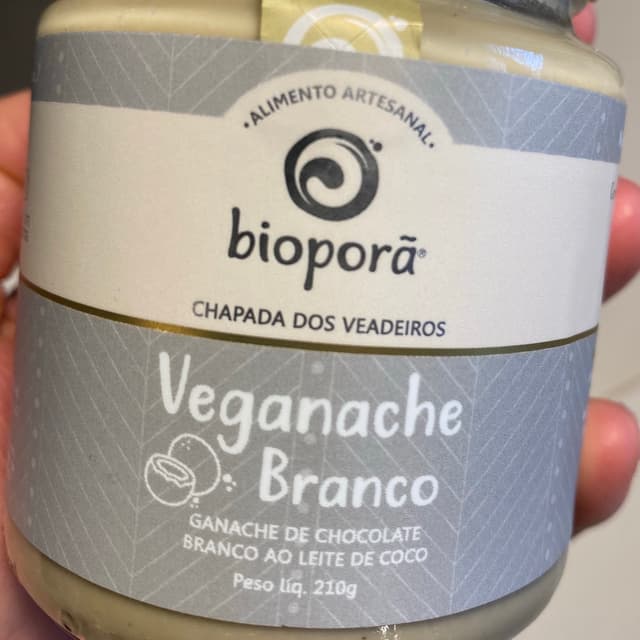 •ALIMENTO ARTESANAL•
bioporã®
CHAPADA DOS VEADEIROS
Veganache
Branco
GANACHE DE CHOCOLATE
BRANCO AO LEITE DE COCO
Peso líq. 210g